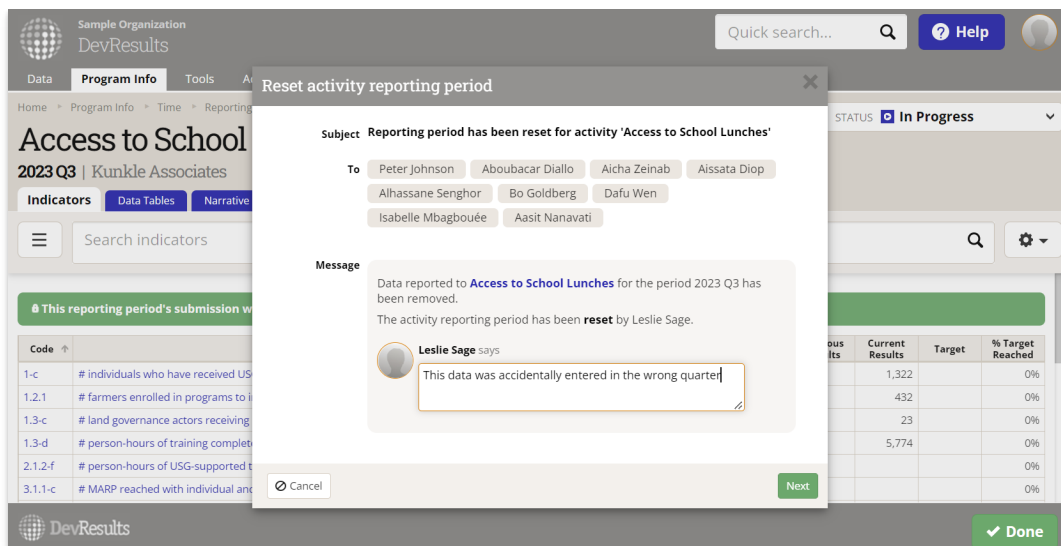 Sample Organization
DevResults
Quick search...
Help
Data Program Info Tools
Home Program Info Time Reporting
Access to School
2023 Q3 | Kunkle Associates
STATUS In Progress
Indicators Data Tables Narrative
Search indicators
This reporting period's submission
Reset activity reporting period
Subject Reporting period has been reset for activity 'Access to School Lunches'
To Peter Johnson Aboubacar Diallo Aicha Zeinab Aissata Diop
Alhassane Senghor Bo Goldberg Dafu Wen
Isabelle Mbagbouée Aasit Nanavati
Message
Data reported to Access to School Lunches for the period 2023 Q3 has
been removed.
The activity reporting period has been reset by Leslie Sage.
Leslie Sage says
This data was accidentally entered in the wrong quarter
Cancel Next
Code Current Results Target % Target Reached
1-c # individuals who have received 1,322 0%
1.2.1 # farmers enrolled in programs to 432 0%
1.3-c # land governance actors receiving 23 0%
1.3-d # person-hours of training 5,774 0%
2.1.2-f # person-hours of USG-supported 0%
3.1.1-c # MARP reached with individual 0%
DevResults
Done